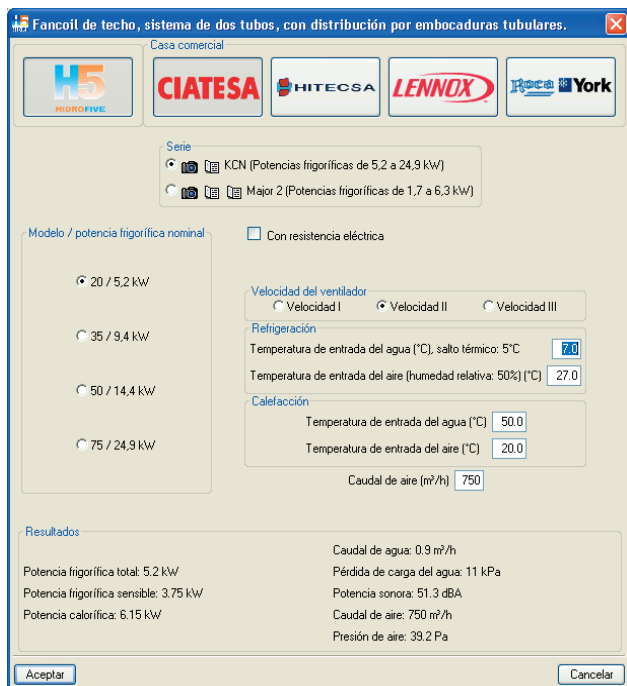 Fancoil de techo, sistema de dos tubos, con distribución por embocaduras tubulares.
Casa comercial
H5
HIDROFIVE
CIATESA
HITECSA
LENNOX
Roca York
Serie
KCN (Potencias frigoríficas de 5,2 a 24,9 kW)
Major 2 (Potencias frigoríficas de 1,7 a 6,3 kW)
Modelo / potencia frigorífica nominal
20 / 5,2 kW
35 / 9,4 kW
50 / 14,4 kW
75 / 24,9 kW
Con resistencia eléctrica
Velocidad del ventilador
Velocidad I Velocidad II Velocidad III
Refrigeración
Temperatura de entrada del agua (°C), salto térmico: 5°C 7.0
Temperatura de entrada del aire (humedad relativa: 50%) (°C) 27.0
Calefacción
Temperatura de entrada del agua (°C) 50.0
Temperatura de entrada del aire (°C) 20.0
Caudal de aire (m³/h) 750
Resultados
Potencia frigorífica total: 5.2 kW
Potencia frigorífica sensible: 3.75 kW
Potencia calorífica: 6.15 kW
Caudal de agua: 0.9 m³/h
Pérdida de carga del agua: 11 kPa
Potencia sonora: 51.3 dBA
Caudal de aire: 750 m³/h
Presión de aire: 39.2 Pa
Aceptar
Cancelar